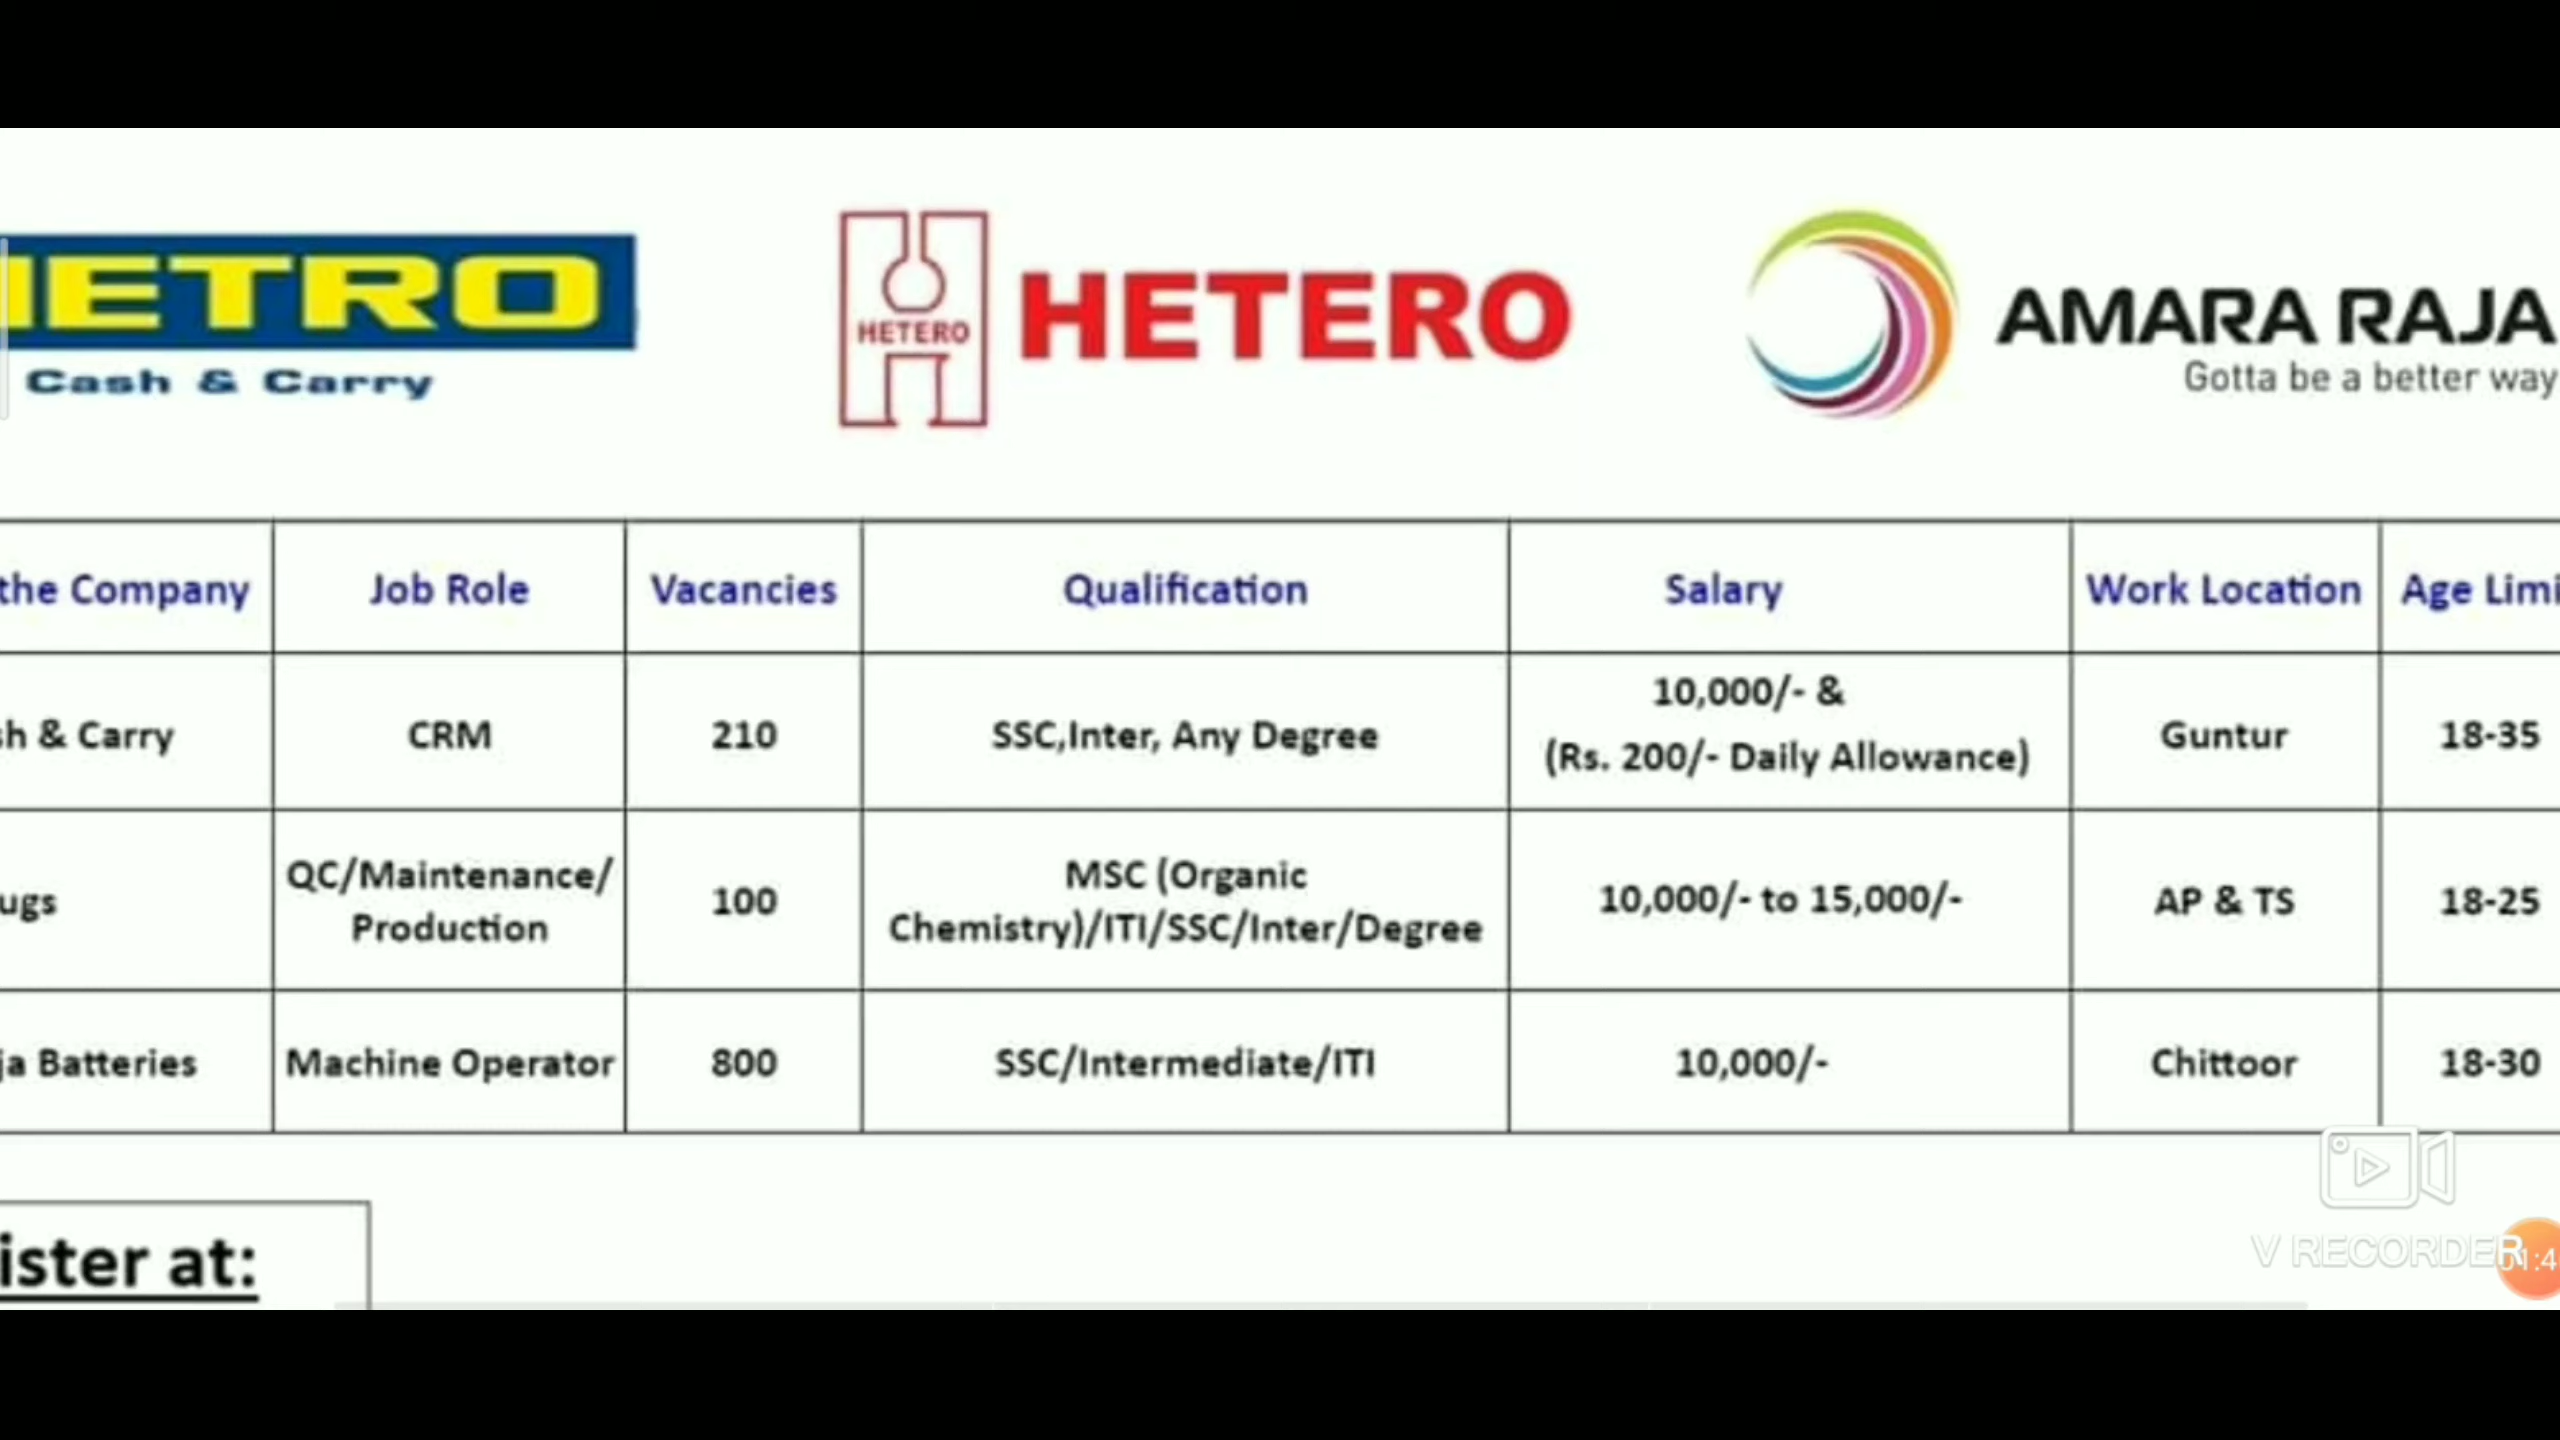 ETRO
Cash & Carry
HETERO
HETERO
AMARA RAJA
Gotta be a better way
the Company Job Role Vacancies Qualification Salary Work Location Age Limi
sh & Carry CRM 210 SSC,Inter, Any Degree 10,000/- & (Rs. 200/- Daily Allowance) Guntur 18-35
ugs QC/Maintenance/ Production 100 MSC (Organic Chemistry)/ITI/SSC/Inter/Degree 10,000/- to 15,000/- AP & TS 18-25
ja Batteries Machine Operator 800 SSC/Intermediate/ITI 10,000/- Chittoor 18-30
ister at:
V RECORDER
01:4